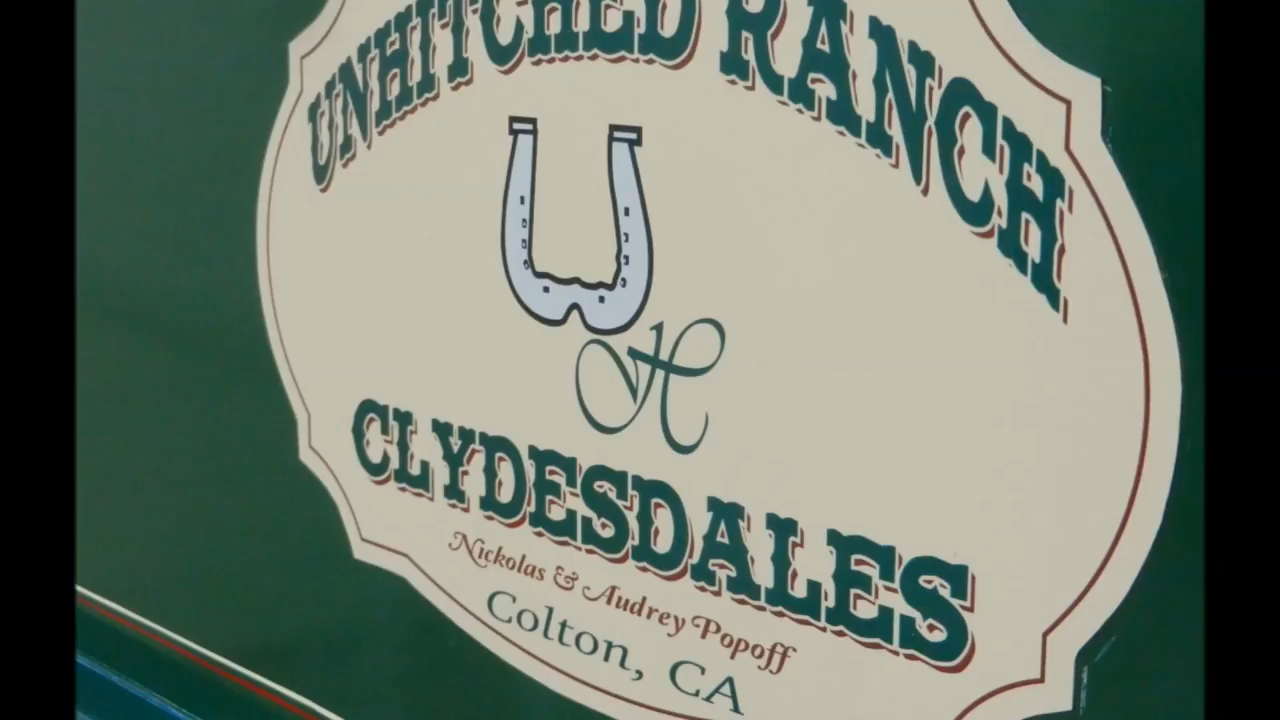 UNHITCHED RANCH
H
CLYDESDALES
Nickolas & Audrey Popoff
Colton, CA